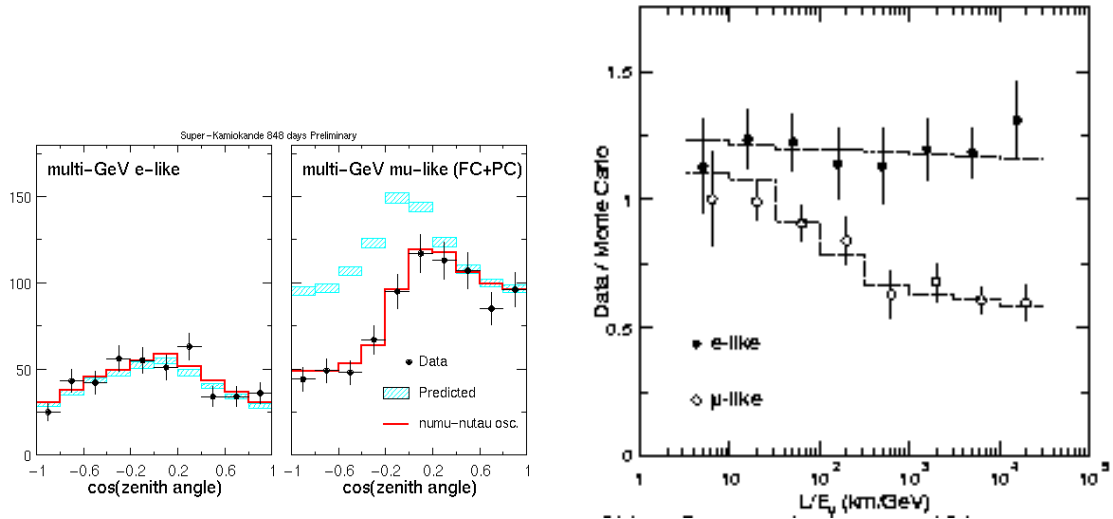 Super-Kamiokande 848 days Preliminary
multi-GeV e-like
multi-GeV mu-like (FC+PC)
150
100
50
0
Data
Predicted
numu-nutau osc.
-1 -0.6 -0.2 0.2 0.6 1
-1 -0.6 -0.2 0.2 0.6 1
cos(zenith angle)
cos(zenith angle)
Data / Monte Carlo
1.5
1
0.5
0
e-like
μ-like
1 10 10² 10³ 10⁴ 10⁵
L/Eᵥ (km/GeV)